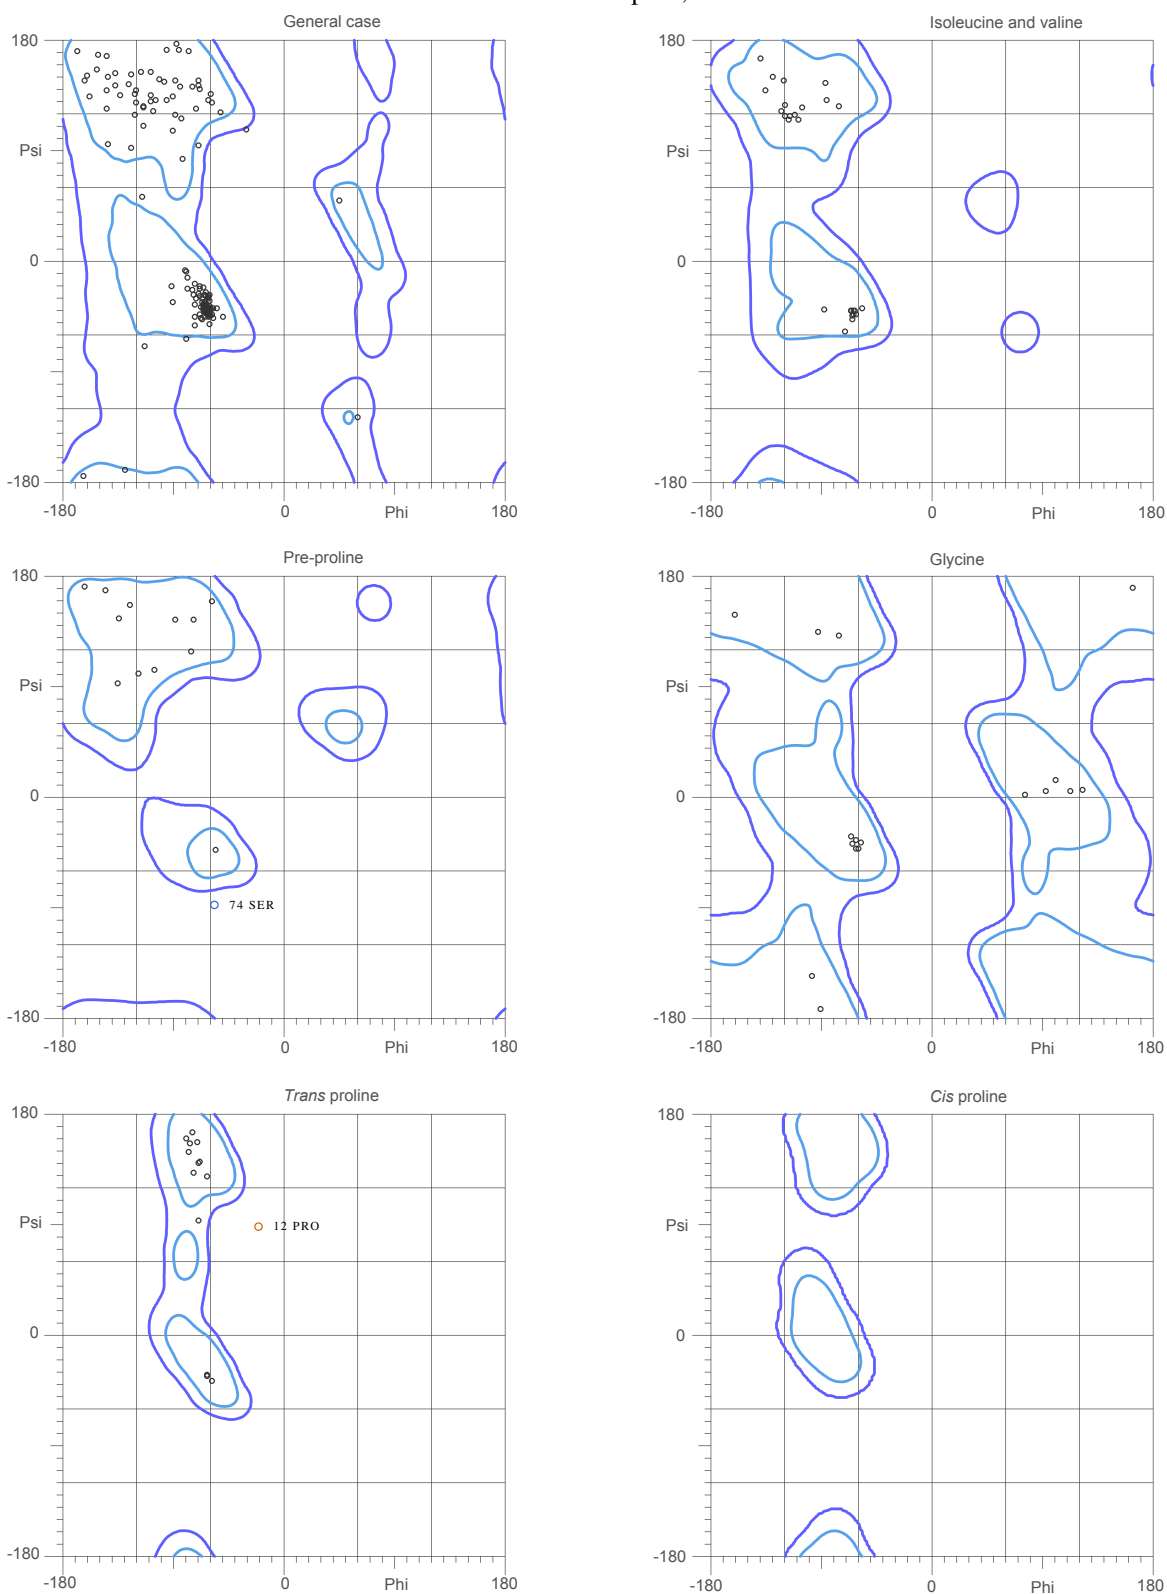 General case
Isoleucine and valine
180
180
Psi
Psi
0
0
-180
-180
-180
0
Phi
180
-180
0
Phi
180
Pre-proline
Glycine
180
180
Psi
Psi
0
0
74 SER
-180
-180
-180
0
Phi
180
-180
0
Phi
180
Trans proline
Cis proline
180
180
Psi
12 PRO
Psi
0
0
-180
-180
-180
0
Phi
180
-180
0
Phi
180